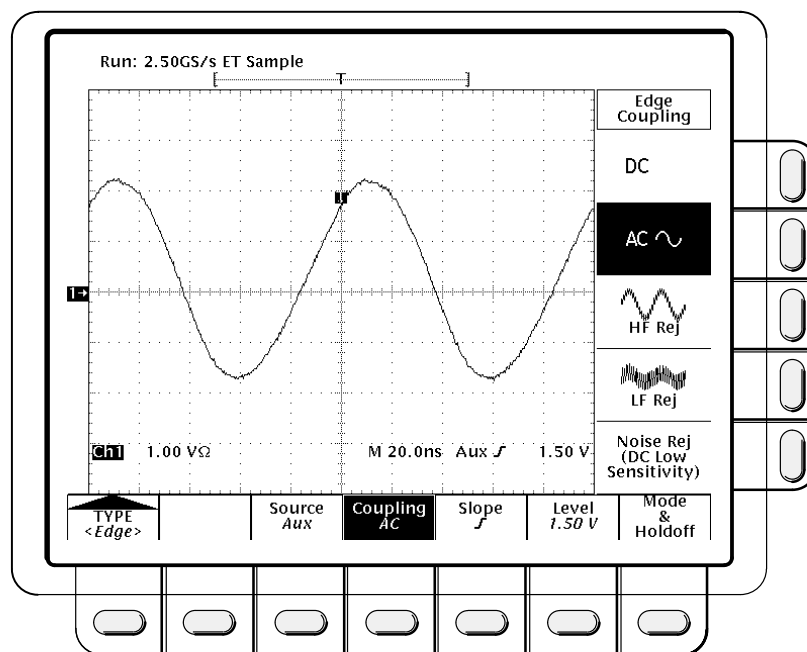 Run: 2.50GS/s ET Sample
T
Edge
Coupling
DC
AC
HF Rej
LF Rej
Noise Rej
(DC Low
Sensitivity)
T
1→
Ch1 1.00 VΩ M 20.0ns Aux 1.50 V
TYPE
<Edge>
Source
Aux
Coupling
AC
Slope
Level
1.50 V
Mode
&
Holdoff